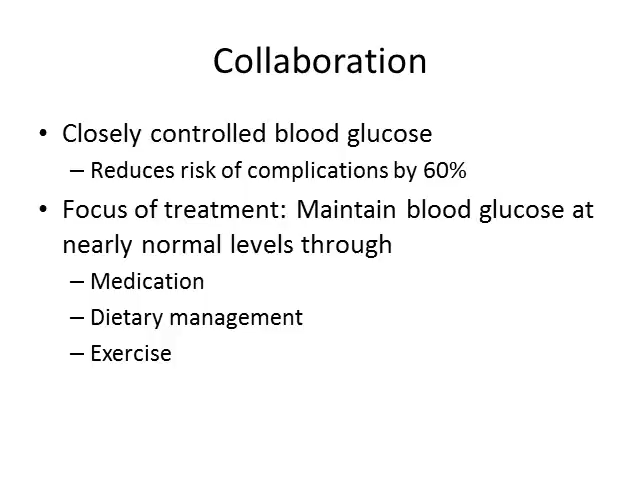 Collaboration
• Closely controlled blood glucose
– Reduces risk of complications by 60%
• Focus of treatment: Maintain blood glucose at
nearly normal levels through
– Medication
– Dietary management
– Exercise